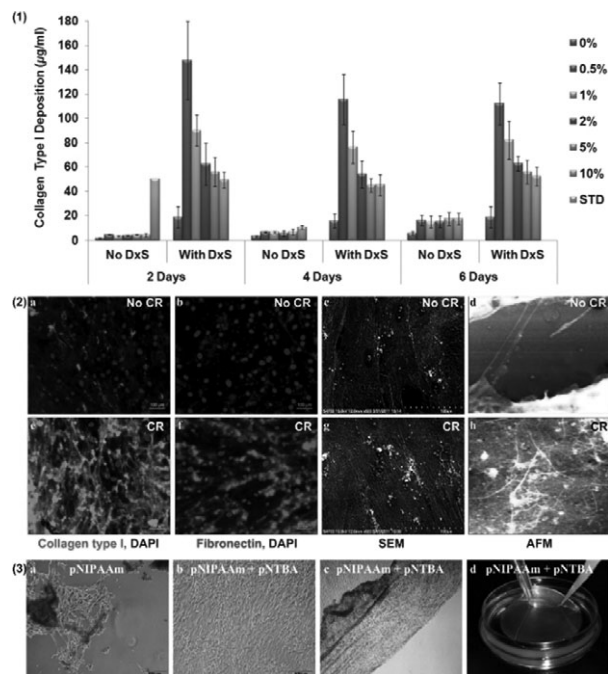 (1)
Collagen Type I Deposition (µg/ml)
180
160
140
120
100
80
60
40
20
0
No DxS
With DxS
No DxS
With DxS
No DxS
With DxS
2 Days
4 Days
6 Days
0%
0.5%
1%
2%
5%
10%
STD
(2)
a
No CR
b
No CR
c
No CR
d
No CR
e
CR
f
CR
g
CR
h
CR
Collagen type I, DAPI
Fibronectin, DAPI
SEM
AFM
(3)
a
pNIPAAm
b
pNIPAAm + pNTBA
c
pNIPAAm + pNTBA
d
pNIPAAm + pNTBA